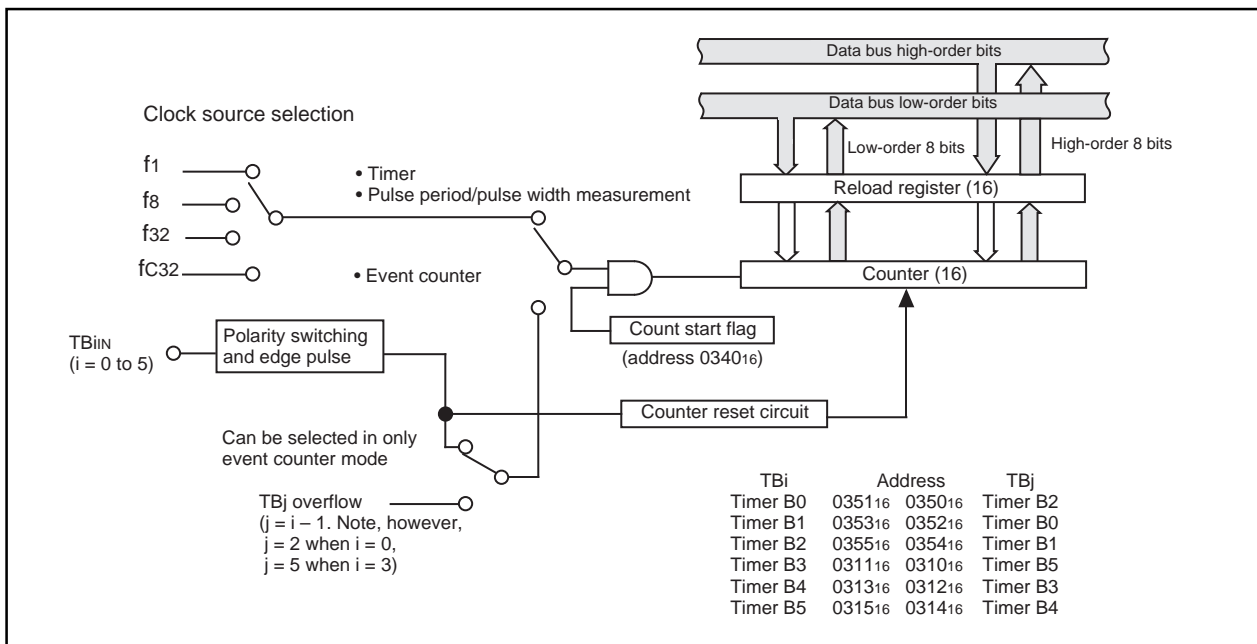 Data bus high-order bits
Data bus low-order bits
Clock source selection
Low-order 8 bits
High-order 8 bits
f1
• Timer
Reload register (16)
f8
• Pulse period/pulse width measurement
f32
fC32
• Event counter
Counter (16)
TBiIN
(i = 0 to 5)
Polarity switching
and edge pulse
Count start flag
(address 034016)
Counter reset circuit
Can be selected in only
event counter mode
TBj overflow
(j = i – 1. Note, however,
j = 2 when i = 0,
j = 5 when i = 3)
TBi Address TBj
Timer B0 035116 035016 Timer B2
Timer B1 035316 035216 Timer B0
Timer B2 035516 035416 Timer B1
Timer B3 031116 031016 Timer B5
Timer B4 031316 031216 Timer B3
Timer B5 031516 031416 Timer B4